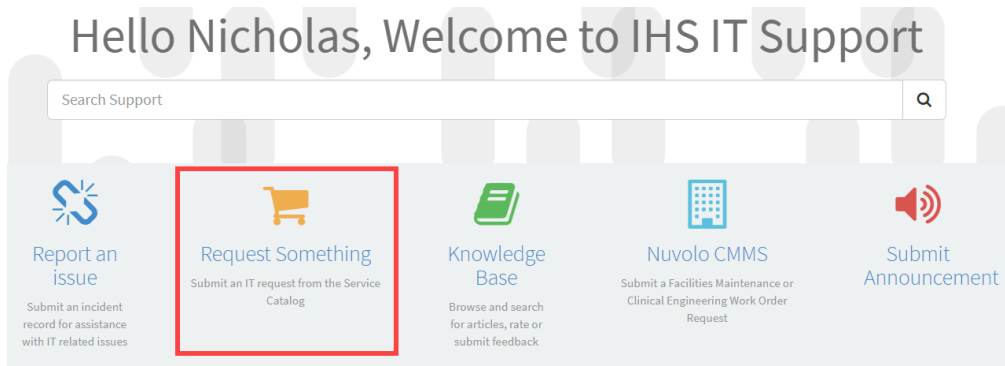 Hello Nicholas, Welcome to IHS IT Support
Search Support
Report an
issue
Submit an incident
record for assistance
with IT related issues
Request Something
Submit an IT request from the Service
Catalog
Knowledge
Base
Browse and search
for articles, rate or
submit feedback
Nuvolo CMMS
Submit a Facilities Maintenance or
Clinical Engineering Work Order
Request
Submit
Announcement